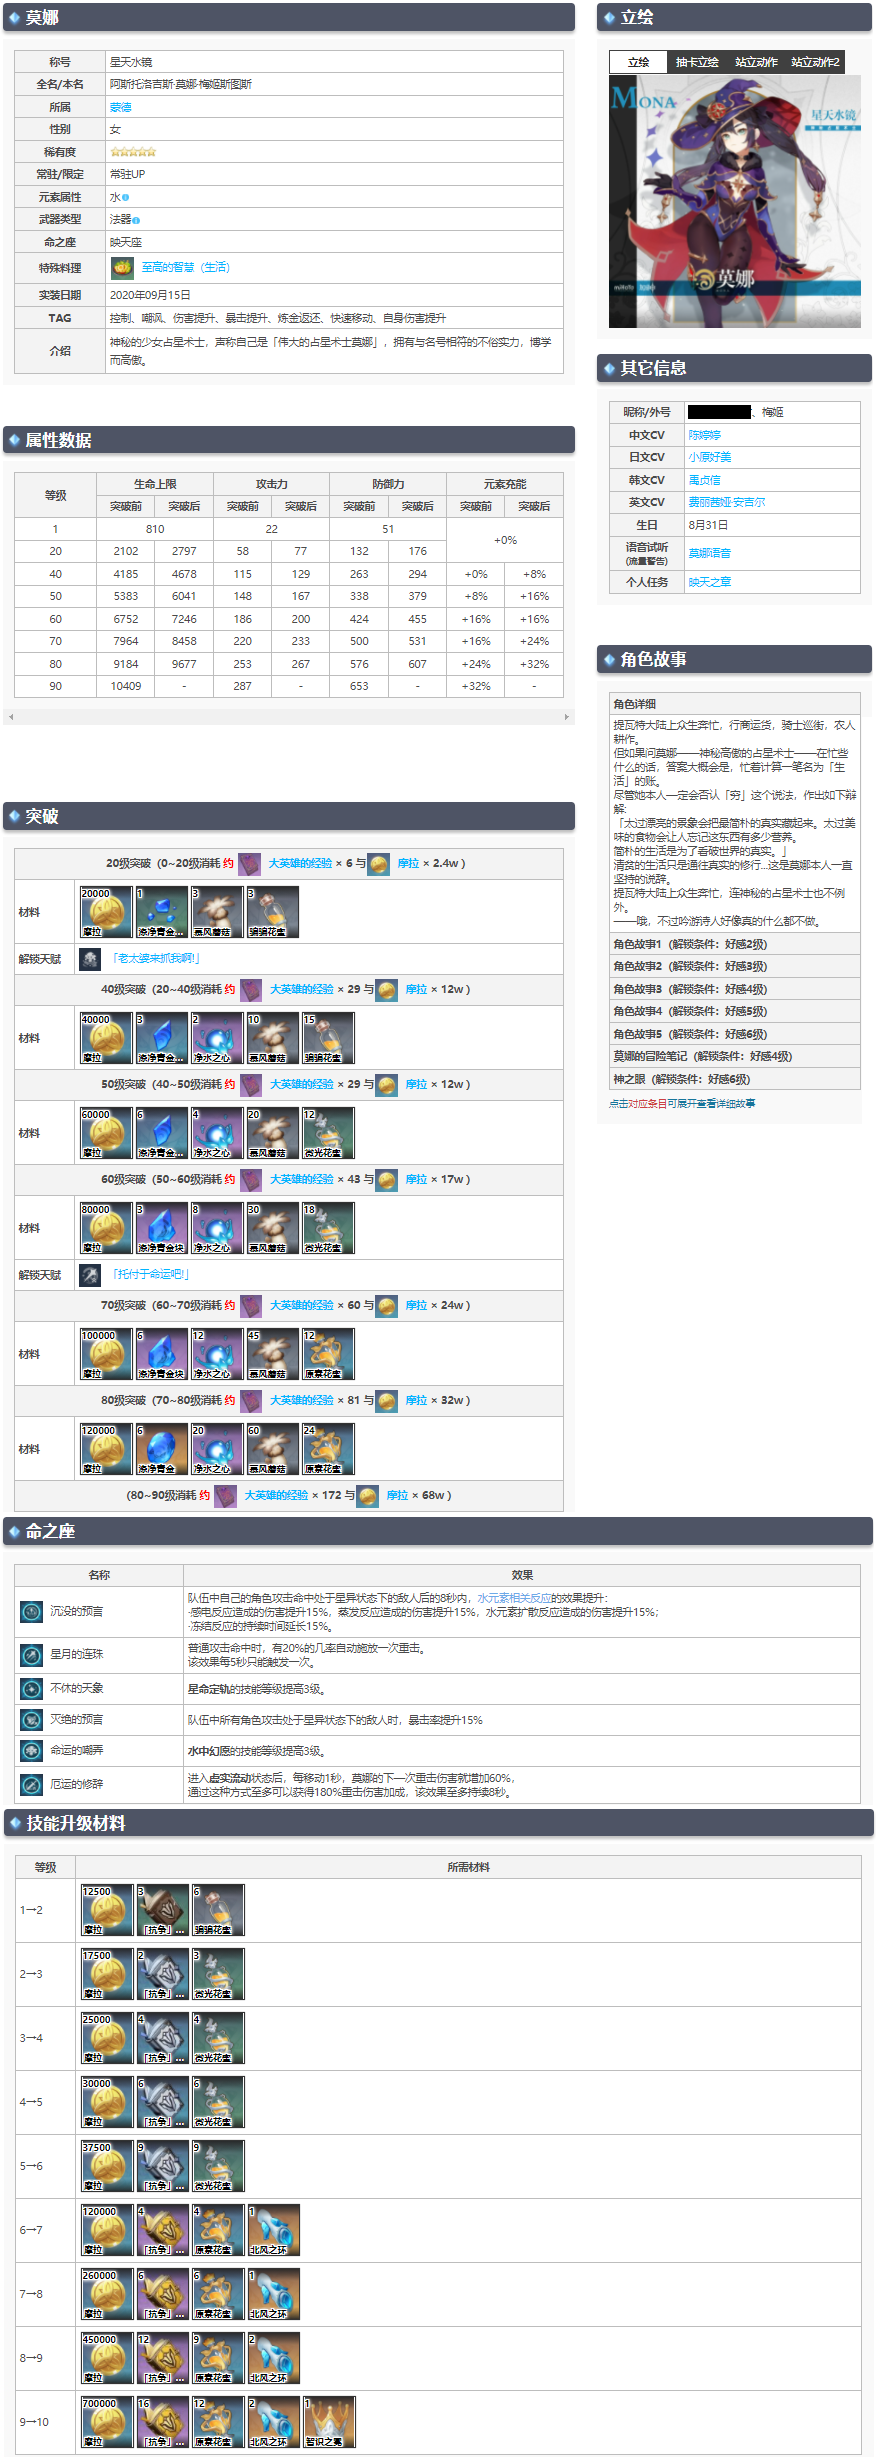 莫娜
称号 星天水镜
全名/本名 阿斯托洛吉斯·莫娜·梅姬斯图斯
所属 蒙德
性别 女
稀有度
常驻/限定 常驻UP
元素属性 水
武器类型 法器
命之座 映天座
特殊料理 至高的智慧（生活）
实装日期 2020年09月15日
TAG 控制、嘲讽、伤害提升、暴击提升、炼金返还、快速移动、自身伤害提升
介绍 神秘的少女占星术士，声称自己是「伟大的占星术士莫娜」，拥有与名号相符的不俗实力，博学
而高傲。
立绘
立绘 抽卡立绘 站立动作 站立动作2
MONA
星天水镜
莫娜
其它信息
昵称/外号 、梅姬
中文CV 陈婷婷
日文CV 小原好美
韩文CV 禹贞信
英文CV 费丽茜娅·安吉尔
生日 8月31日
语音试听
(流量警告) 莫娜语音
个人任务 映天之章
属性数据
等级 生命上限 攻击力 防御力 元素充能
突破前 突破后 突破前 突破后 突破前 突破后 突破前 突破后
1 810 22 51 +0%
20 2102 2797 58 77 132 176
40 4185 4678 115 129 263 294 +0% +8%
50 5383 6041 148 167 338 379 +8% +16%
60 6752 7246 186 200 424 455 +16% +16%
70 7964 8458 220 233 500 531 +16% +24%
80 9184 9677 253 267 576 607 +24% +32%
90 10409 - 287 - 653 - +32% -
角色故事
角色详细
提瓦特大陆上众生奔忙，行商运货，骑士巡街，农人
耕作。
但如果问莫娜——神秘高傲的占星术士——在忙些
什么的话，答案大概会是，忙着计算一笔名为「生
活」的账。
尽管她本人一定会否认「穷」这个说法，作出如下辩
解:
「太过漂亮的景象会把最简朴的真实藏起来。太过美
味的食物会让人忘记这东西有多少营养。
简朴的生活是为了看破世界的真实。」
清贫的生活只是通往真实的修行...这是莫娜本人一直
坚持的说辞。
提瓦特大陆上众生奔忙，连神秘的占星术士也不例
外。
——哦，不过吟游诗人好像真的什么都不做。
角色故事1（解锁条件：好感2级）
角色故事2（解锁条件：好感3级）
角色故事3（解锁条件：好感4级）
角色故事4（解锁条件：好感5级）
角色故事5（解锁条件：好感6级）
莫娜的冒险笔记（解锁条件：好感4级）
神之眼（解锁条件：好感6级）
点击对应条目可展开查看详细故事
突破
20级突破（0~20级消耗 约 大英雄的经验 × 6 与 摩拉 × 2.4w ）
材料 20000 摩拉 1 涤净青金... 3 慕风蘑菇 3 骗骗花蜜
解锁天赋 「老太婆来抓我啊!」
40级突破（20~40级消耗 约 大英雄的经验 × 29 与 摩拉 × 12w ）
材料 40000 摩拉 3 涤净青金... 2 净水之心 10 慕风蘑菇 15 骗骗花蜜
50级突破（40~50级消耗 约 大英雄的经验 × 29 与 摩拉 × 12w ）
材料 60000 摩拉 6 涤净青金... 4 净水之心 20 慕风蘑菇 12 微光花蜜
60级突破（50~60级消耗 约 大英雄的经验 × 43 与 摩拉 × 17w ）
材料 80000 摩拉 3 涤净青金块 8 净水之心 30 慕风蘑菇 18 微光花蜜
解锁天赋 「托付于命运吧!」
70级突破（60~70级消耗 约 大英雄的经验 × 60 与 摩拉 × 24w ）
材料 100000 摩拉 6 涤净青金块 12 净水之心 45 慕风蘑菇 12 原素花蜜
80级突破（70~80级消耗 约 大英雄的经验 × 81 与 摩拉 × 32w ）
材料 120000 摩拉 6 涤净青金 20 净水之心 60 慕风蘑菇 24 原素花蜜
（80~90级消耗 约 大英雄的经验 × 172 与 摩拉 × 68w ）
命之座
名称 效果
沉没的预言 队伍中自己的角色攻击命中处于星异状态下的敌人后的8秒内，水元素相关反应的效果提升：
·感电反应造成的伤害提升15%，蒸发反应造成的伤害提升15%，水元素扩散反应造成的伤害提升15%；
·冻结反应的持续时间延长15%。
星月的连珠 普通攻击命中时，有20%的几率自动施放一次重击。
该效果每5秒只能触发一次。
不休的天象 星命定轨的技能等级提高3级。
灭绝的预言 队伍中所有角色攻击处于星异状态下的敌人时，暴击率提升15%
命运的嘲弄 水中幻愿的技能等级提高3级。
厄运的修辞 进入虚实流动状态后，每移动1秒，莫娜的下一次重击伤害就增加60%，
通过这种方式至多可以获得180%重击伤害加成，该效果至多持续8秒。
技能升级材料
等级 所需材料
1→2 12500 摩拉 3 「抗争」... 6 骗骗花蜜
2→3 17500 摩拉 2 「抗争」... 3 微光花蜜
3→4 25000 摩拉 4 「抗争」... 4 微光花蜜
4→5 30000 摩拉 6 「抗争」... 6 微光花蜜
5→6 37500 摩拉 9 「抗争」... 9 微光花蜜
6→7 120000 摩拉 4 「抗争」... 4 原素花蜜 1 北风之环
7→8 260000 摩拉 6 「抗争」... 6 原素花蜜 1 北风之环
8→9 450000 摩拉 12 「抗争」... 9 原素花蜜 2 北风之环
9→10 700000 摩拉 16 「抗争」... 12 原素花蜜 2 北风之环 1 智识之冕